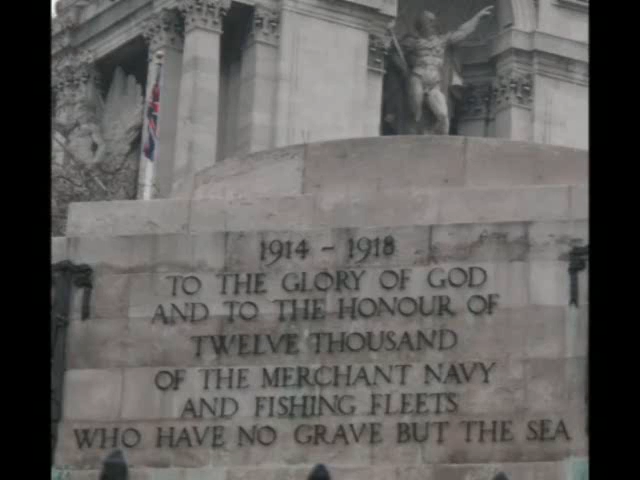 1914 - 1918
TO THE GLORY OF GOD
AND TO THE HONOUR OF
TWELVE THOUSAND
OF THE MERCHANT NAVY
AND FISHING FLEETS
WHO HAVE NO GRAVE BUT THE SEA